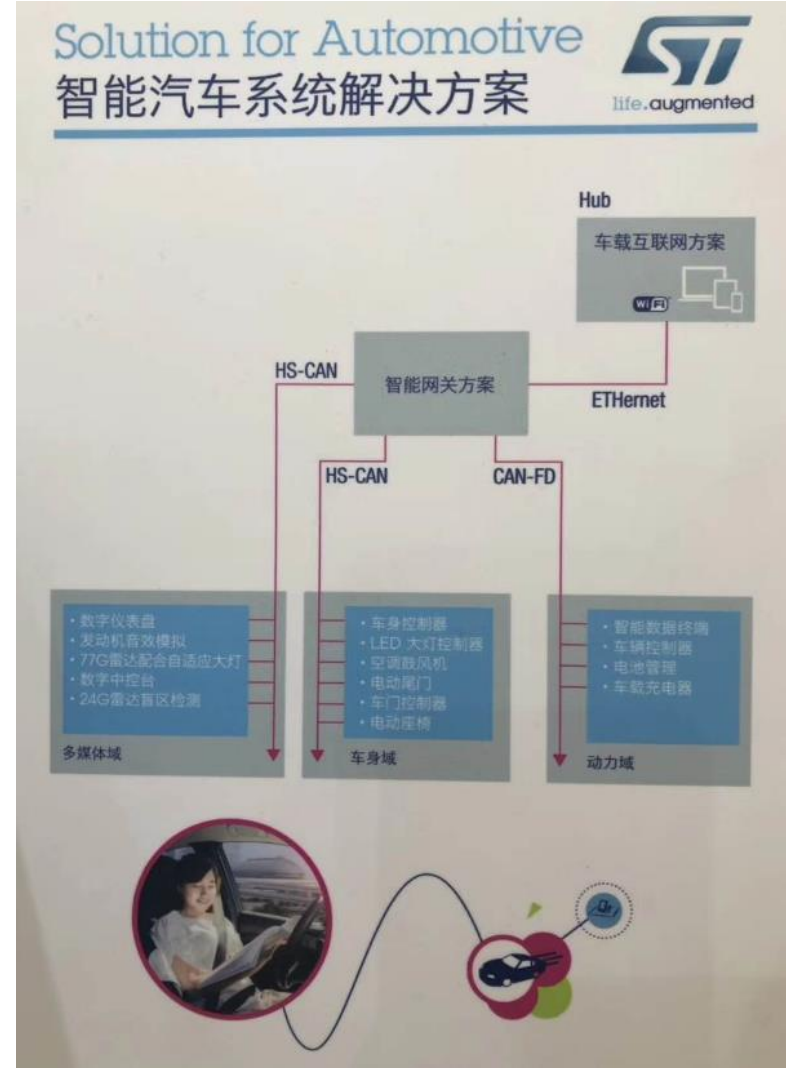 Solution for Automotive
智能汽车系统解决方案
life.augmented
Hub
车载互联网方案
WiFi
HS-CAN
智能网关方案
ETHernet
HS-CAN
CAN-FD
• 数字仪表盘
• 发动机音效模拟
• 77G雷达配合自适应大灯
• 数字中控台
• 24G雷达盲区检测
多媒体域
• 车身控制器
• LED 大灯控制器
• 空调鼓风机
• 电动尾门
• 车门控制器
• 电动座椅
车身域
• 智能数据终端
• 车辆控制器
• 电池管理
• 车载充电器
动力域